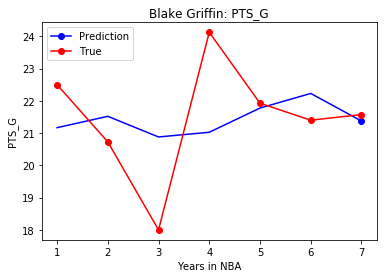 Blake Griffin: PTS_G
Prediction
True
PTS_G
24
23
22
21
20
19
18
1 2 3 4 5 6 7
Years in NBA